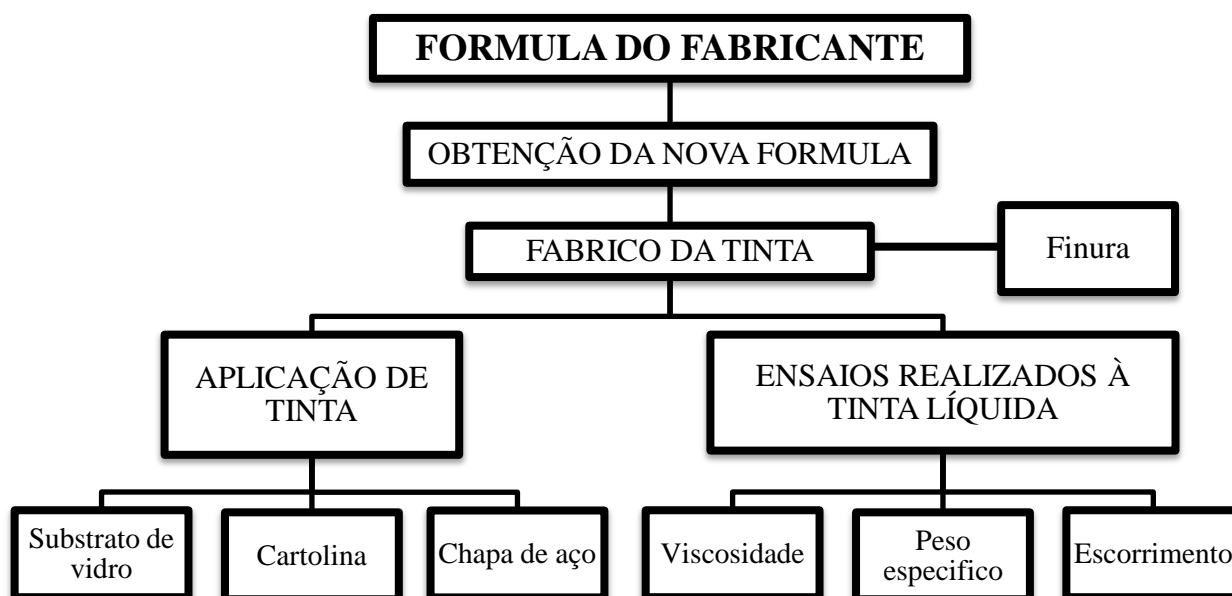 FORMULA DO FABRICANTE
OBTENÇÃO DA NOVA FORMULA
FABRICO DA TINTA
Finura
APLICAÇÃO DE
TINTA
ENSAIOS REALIZADOS À
TINTA LÍQUIDA
Substrato de
vidro
Cartolina
Chapa de aço
Viscosidade
Peso
especifico
Escorrimento